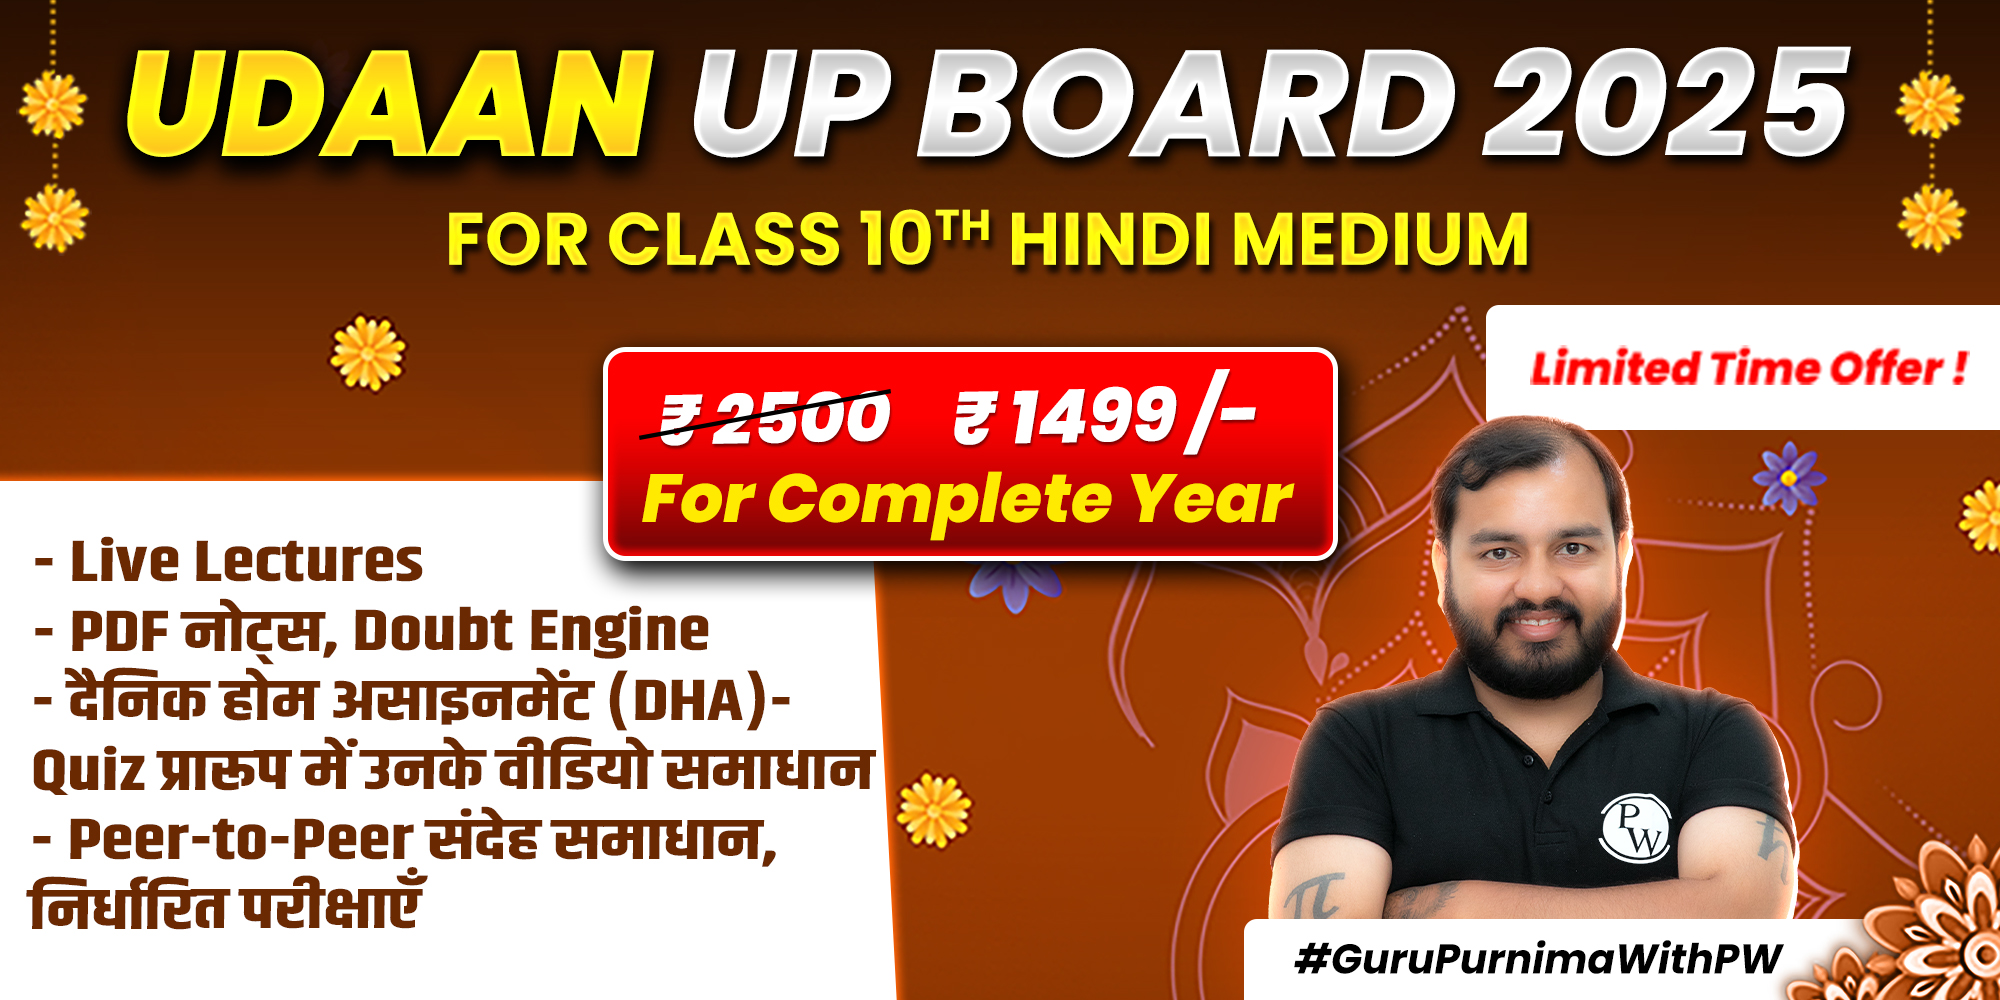 UDAAN UP BOARD 2025
FOR CLASS 10TH HINDI MEDIUM
Limited Time Offer !
₹ 2500 ₹ 1499/-
For Complete Year
- Live Lectures
- PDF नोट्स, Doubt Engine
- दैनिक होम असाइनमेंट (DHA)-
Quiz प्रारूप में उनके वीडियो समाधान
- Peer-to-Peer संदेह समाधान,
निर्धारित परीक्षाएँ
PW
π
#GuruPurnimaWithPW